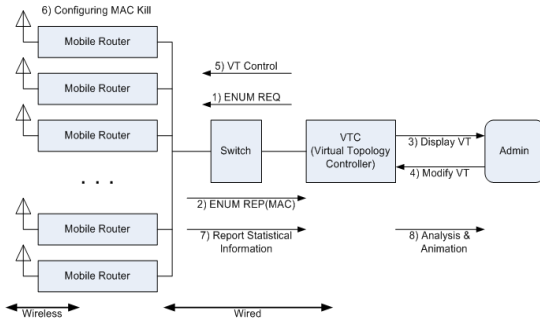 6) Configuring MAC Kill
Mobile Router
Mobile Router
Mobile Router
. . .
Mobile Router
Mobile Router
5) VT Control
1) ENUM REQ
Switch
2) ENUM REP(MAC)
7) Report Statistical
Information
VTC
(Virtual Topology
Controller)
3) Display VT
4) Modify VT
Admin
8) Analysis &
Animation
Wireless
Wired